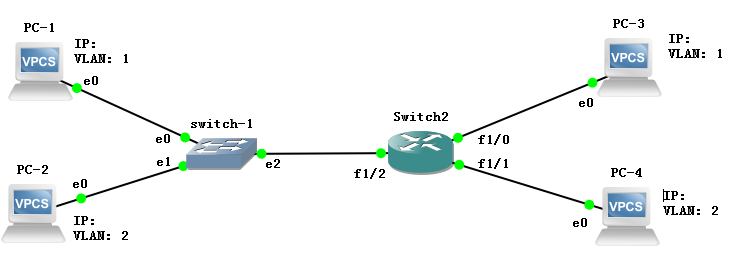 PC-1
IP:
VLAN: 1
VPCS
e0
switch-1
e0
e1
e2
PC-2
VPCS
e0
IP:
VLAN: 2
Switch2
f1/2
f1/0
f1/1
PC-3
IP:
VLAN: 1
VPCS
e0
PC-4
IP:
VLAN: 2
VPCS
e0